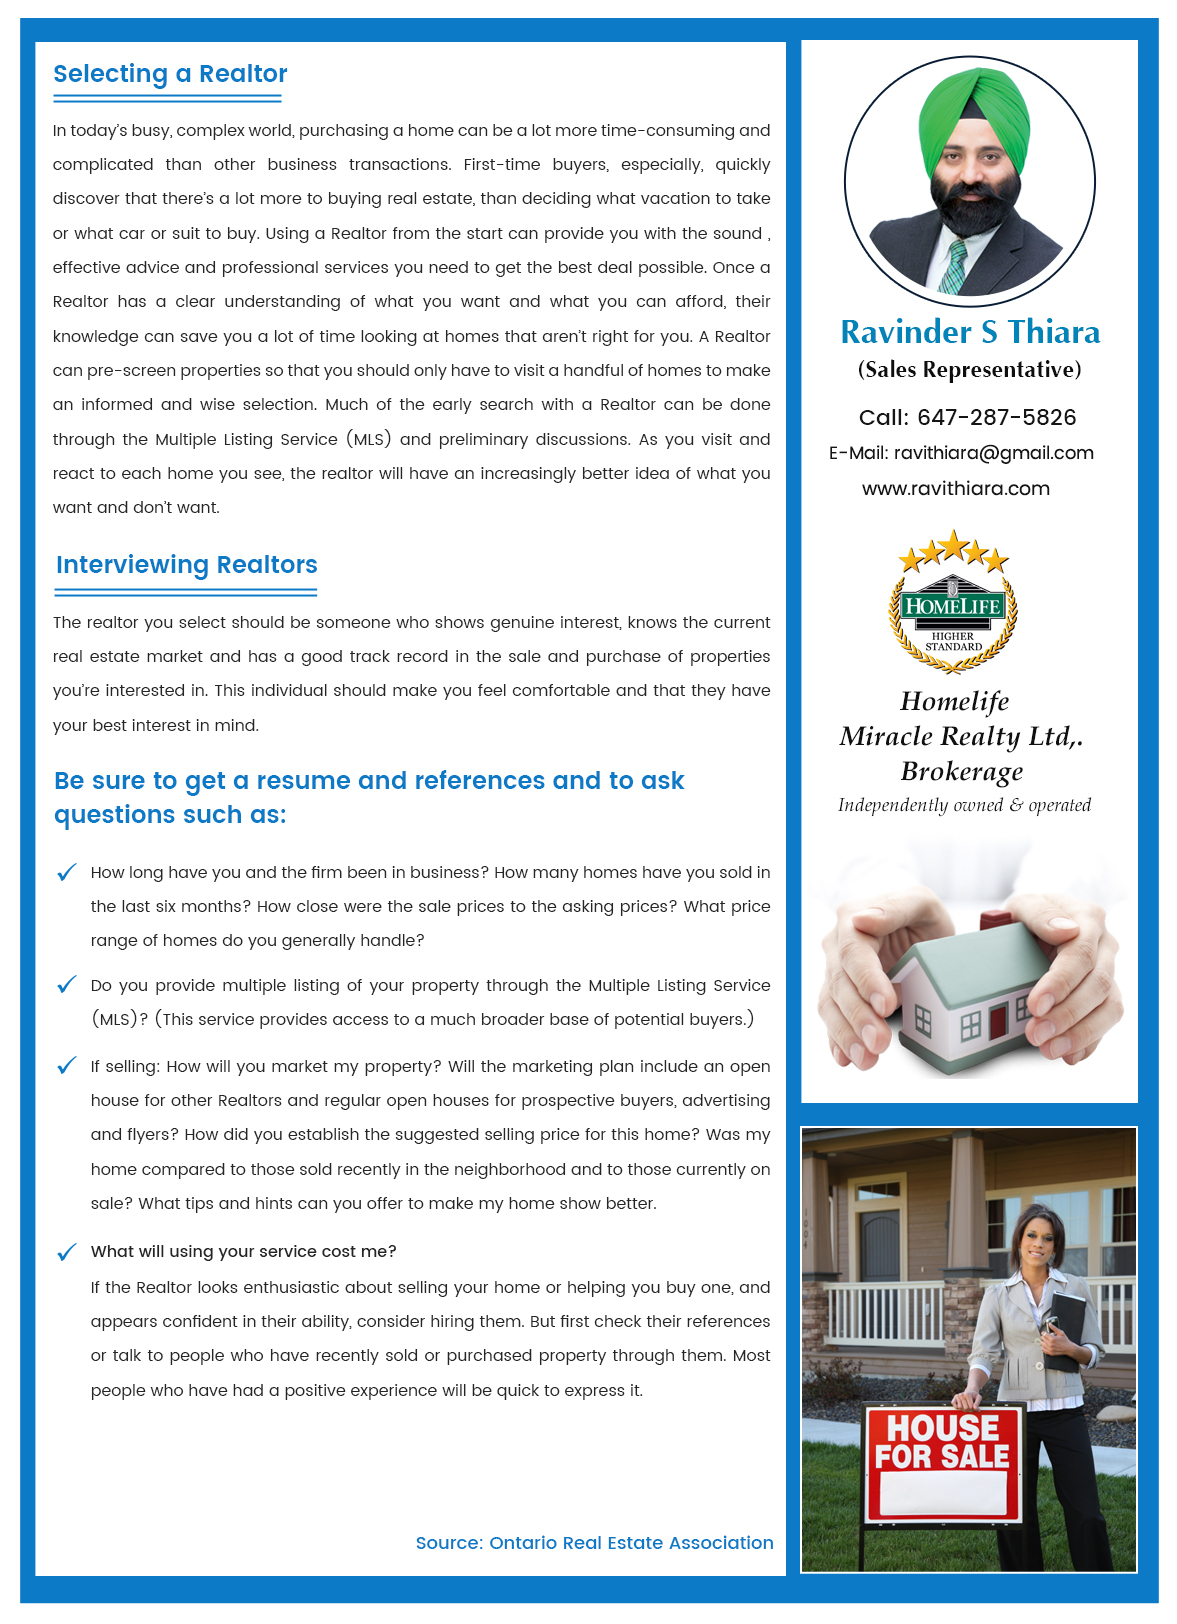 Selecting a Realtor
In today's busy, complex world, purchasing a home can be a lot more time-consuming and
complicated than other business transactions. First-time buyers, especially, quickly
discover that there's a lot more to buying real estate, than deciding what vacation to take
or what car or suit to buy. Using a Realtor from the start can provide you with the sound ,
effective advice and professional services you need to get the best deal possible. Once a
Realtor has a clear understanding of what you want and what you can afford, their
knowledge can save you a lot of time looking at homes that aren't right for you. A Realtor
can pre-screen properties so that you should only have to visit a handful of homes to make
an informed and wise selection. Much of the early search with a Realtor can be done
through the Multiple Listing Service (MLS) and preliminary discussions. As you visit and
react to each home you see, the realtor will have an increasingly better idea of what you
want and don't want.
Interviewing Realtors
The realtor you select should be someone who shows genuine interest, knows the current
real estate market and has a good track record in the sale and purchase of properties
you're interested in. This individual should make you feel comfortable and that they have
your best interest in mind.
Be sure to get a resume and references and to ask
questions such as:
How long have you and the firm been in business? How many homes have you sold in
the last six months? How close were the sale prices to the asking prices? What price
range of homes do you generally handle?
Do you provide multiple listing of your property through the Multiple Listing Service
(MLS)? (This service provides access to a much broader base of potential buyers.)
If selling: How will you market my property? Will the marketing plan include an open
house for other Realtors and regular open houses for prospective buyers, advertising
and flyers? How did you establish the suggested selling price for this home? Was my
home compared to those sold recently in the neighborhood and to those currently on
sale? What tips and hints can you offer to make my home show better.
What will using your service cost me?
If the Realtor looks enthusiastic about selling your home or helping you buy one, and
appears confident in their ability, consider hiring them. But first check their references
or talk to people who have recently sold or purchased property through them. Most
people who have had a positive experience will be quick to express it.
Source: Ontario Real Estate Association
Ravinder S Thiara
(Sales Representative)
Call: 647-287-5826
E-Mail: ravithiara@gmail.com
www.ravithiara.com
HOMELIFE
HIGHER
STANDARD
Homelife
Miracle Realty Ltd,.
Brokerage
Independently owned & operated
1004
HOUSE
FOR SALE